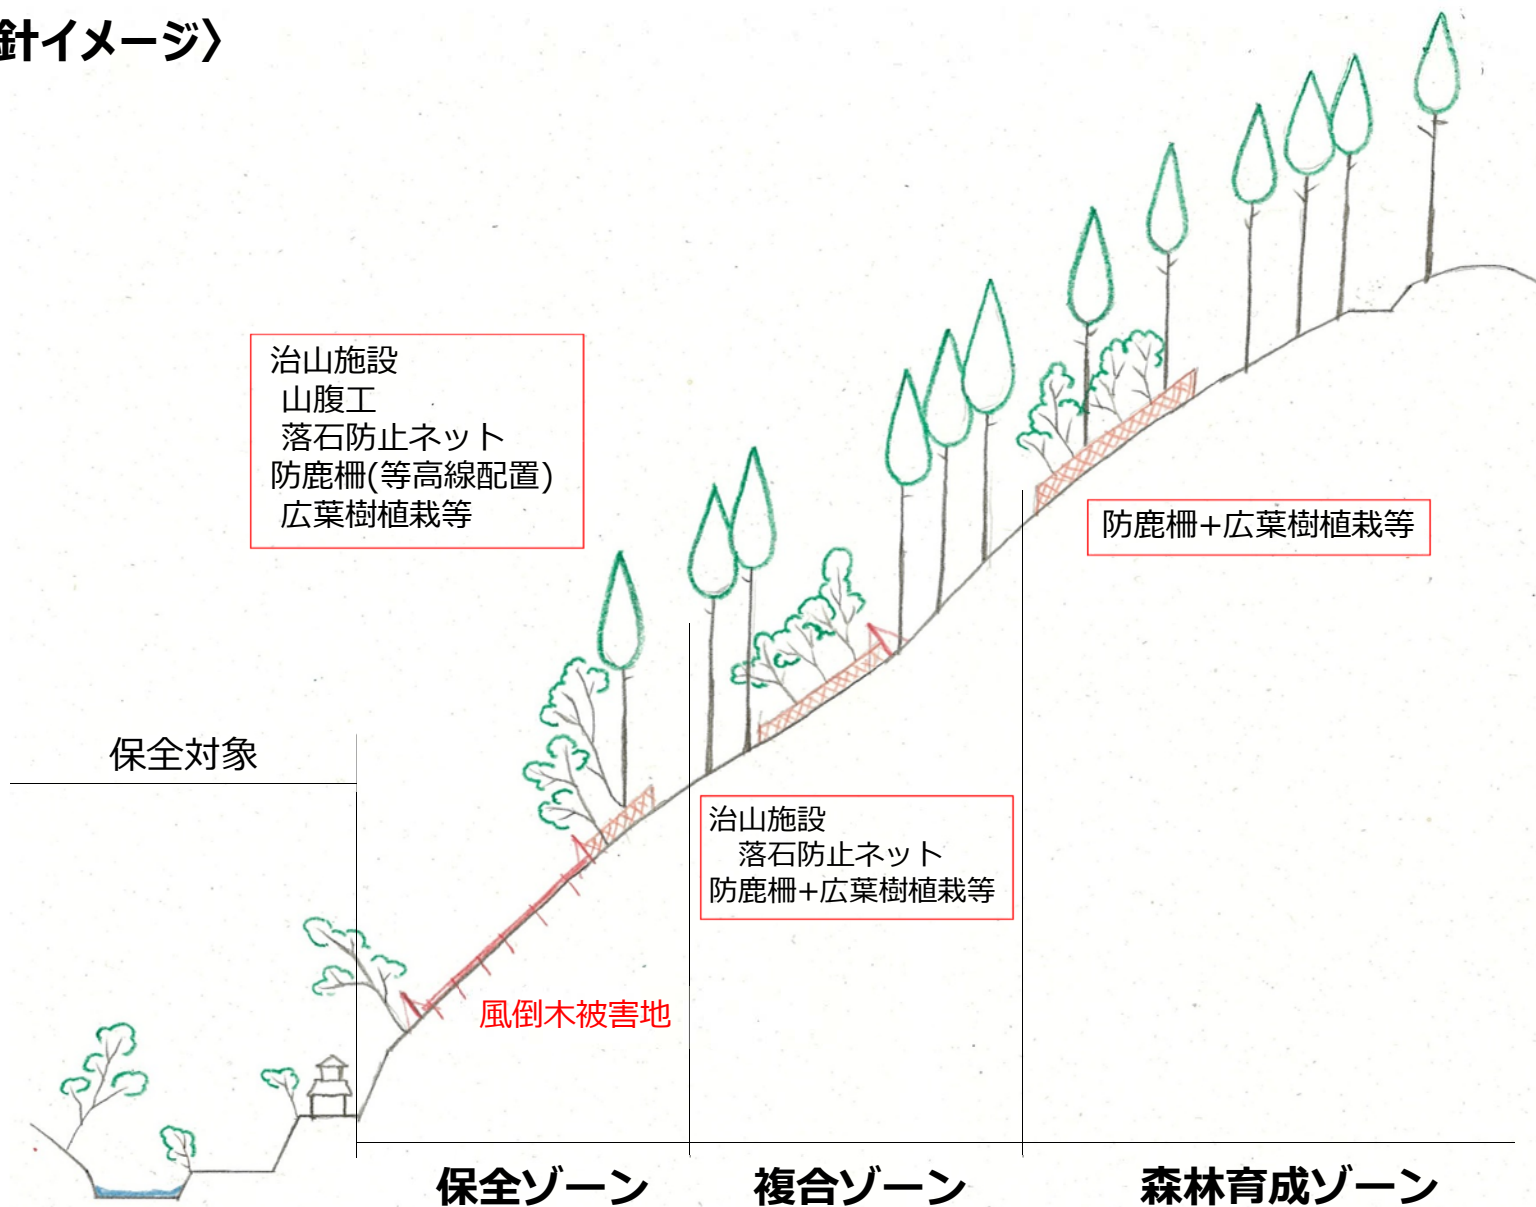 針イメージ〉
治山施設
山腹工
落石防止ネット
防鹿柵(等高線配置)
広葉樹植栽等
防鹿柵+広葉樹植栽等
保全対象
治山施設
落石防止ネット
防鹿柵+広葉樹植栽等
風倒木被害地
保全ゾーン
複合ゾーン
森林育成ゾーン